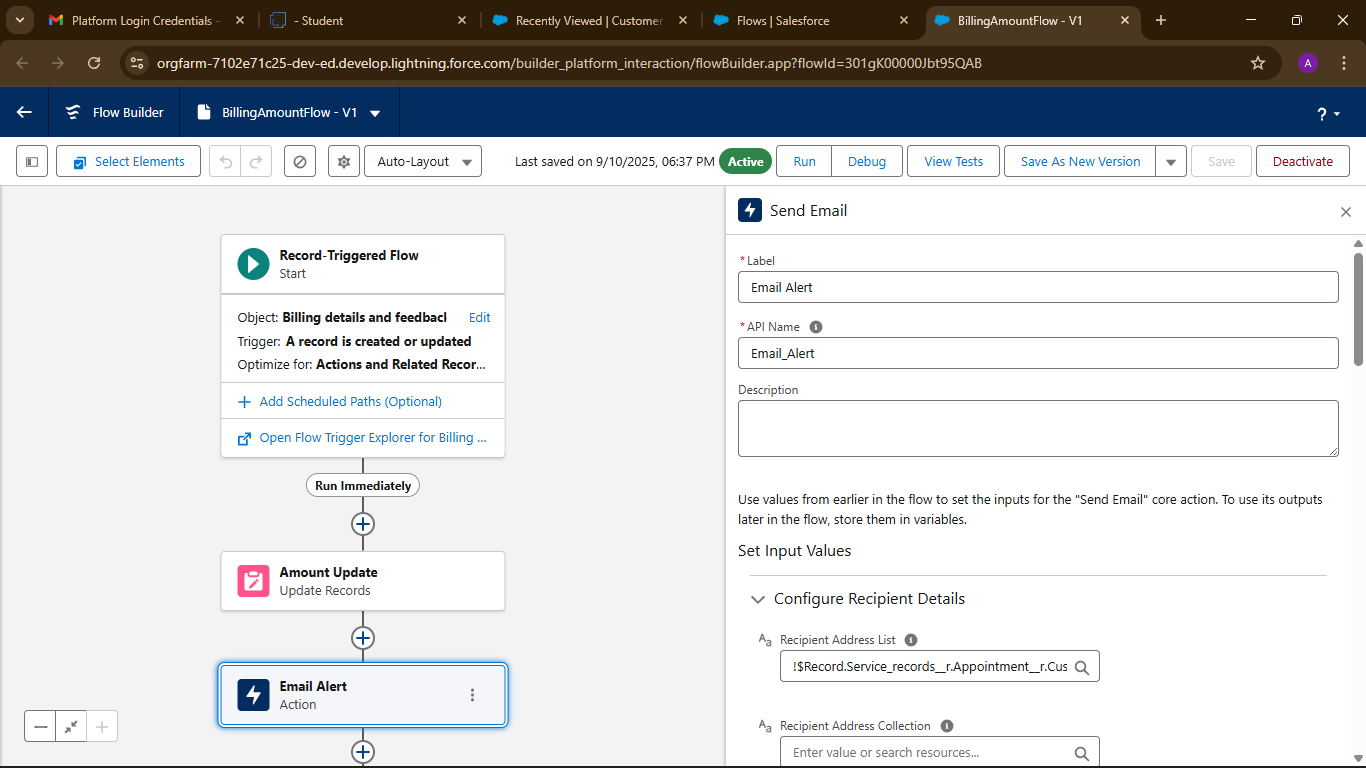 Platform Login Credentials -
- Student
Recently Viewed | Customer
Flows | Salesforce
BillingAmountFlow - V1
orgfarm-7102e71c25-dev-ed.develop.lightning.force.com/builder_platform_interaction/flowBuilder.app?flowId=301gK00000Jbt95QAB
A
Flow Builder
BillingAmountFlow - V1
?
Select Elements
Auto-Layout
Last saved on 9/10/2025, 06:37 PM
Active
Run
Debug
View Tests
Save As New Version
Save
Deactivate
Record-Triggered Flow
Start
Object: Billing details and feedback
Edit
Trigger: A record is created or updated
Optimize for: Actions and Related Recor...
Add Scheduled Paths (Optional)
Open Flow Trigger Explorer for Billing ...
Run Immediately
Amount Update
Update Records
Email Alert
Action
Send Email
* Label
Email Alert
* API Name
Email_Alert
Description
Use values from earlier in the flow to set the inputs for the "Send Email" core action. To use its outputs
later in the flow, store them in variables.
Set Input Values
Configure Recipient Details
Aa Recipient Address List
!$Record.Service_records__r.Appointment__r.Cus
Aa Recipient Address Collection
Enter value or search resources...